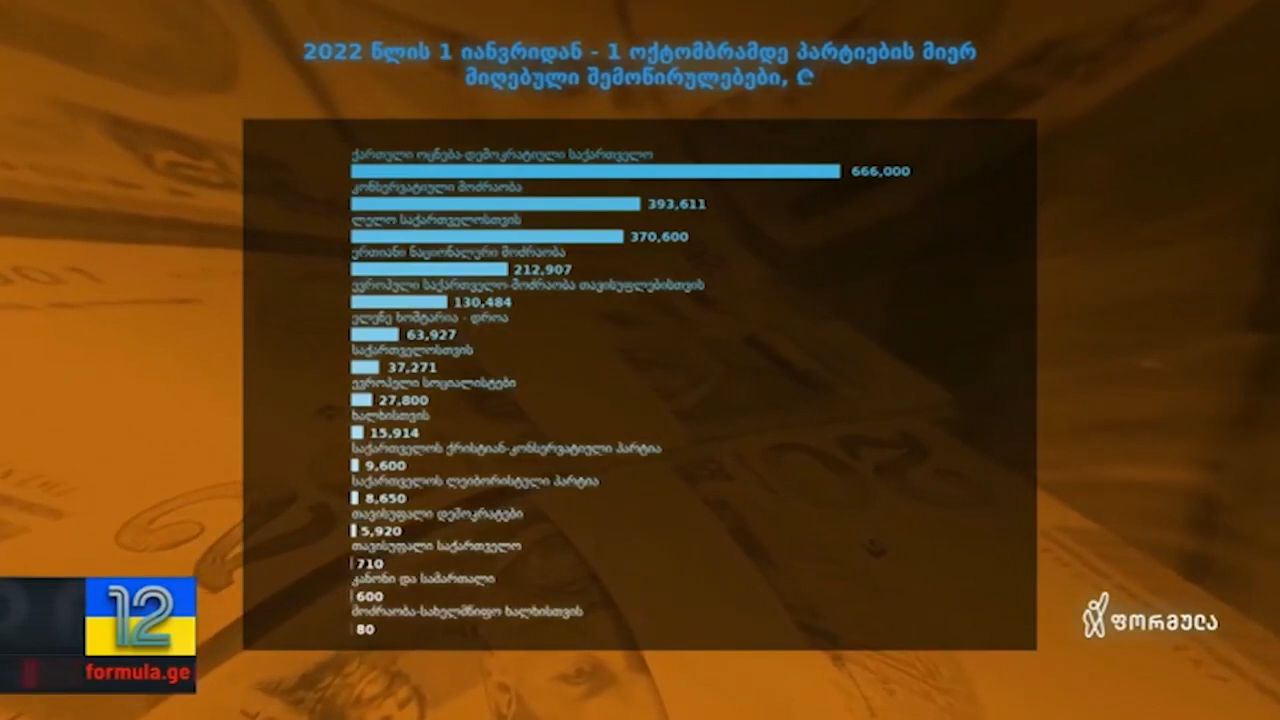 2022 წლის 1 იანვრიდან - 1 ოქტომბრამდე პარტიების მიერ
მიღებული შემოწირულებები, ₾
ქართული ოცნება-დემოკრატიული საქართველო
666,000
კონსერვატიული მოძრაობა
393,611
ლელო საქართველოსთვის
370,600
ერთიანი ნაციონალური მოძრაობა
212,907
ევროპული საქართველო-მოძრაობა თავისუფლებისთვის
130,484
ელენე ხოშტარია - დროა
63,927
საქართველოსთვის
37,271
ევროპელი სოციალისტები
27,800
ხალხისთვის
15,914
საქართველოს ქრისტიან-კონსერვატიული პარტია
9,600
საქართველოს ლეიბორისტული პარტია
8,650
თავისუფალი დემოკრატები
5,920
თავისუფალი საქართველო
710
კანონი და სამართალი
600
მოძრაობა-სახელმწიფო ხალხისთვის
80
12
formula.ge
ფორმულა